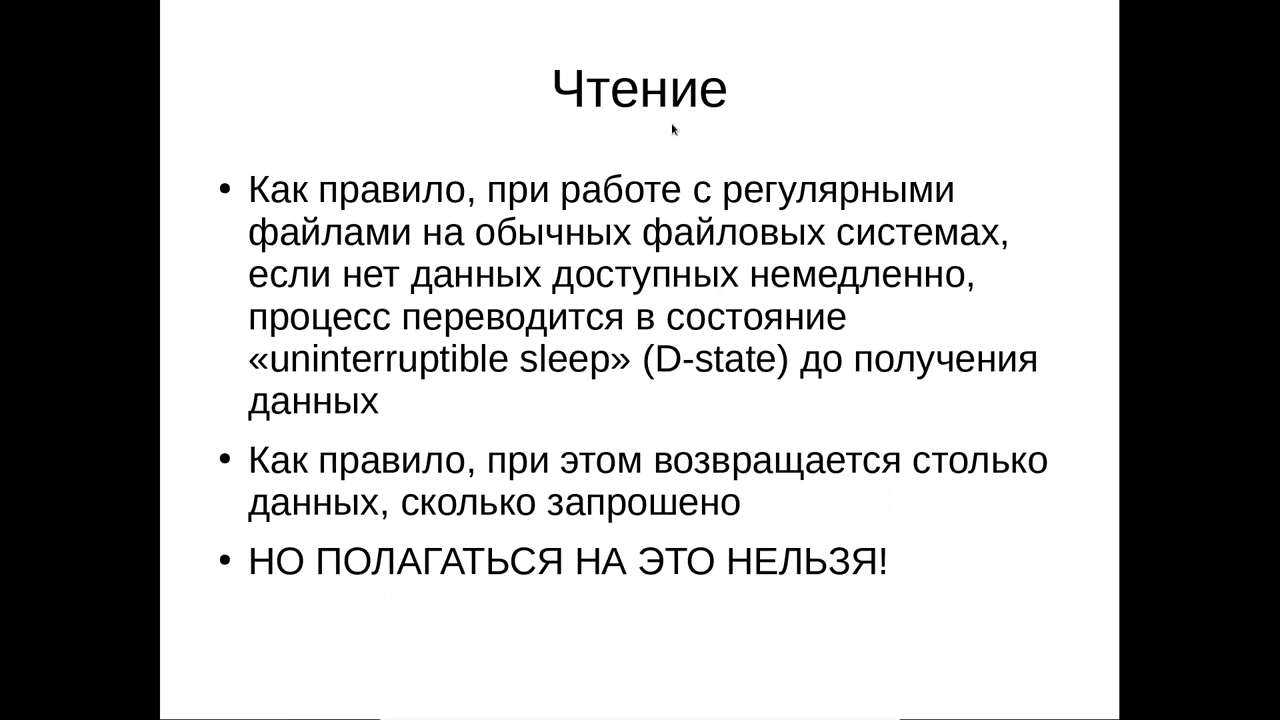 Чтение
• Как правило, при работе с регулярными
файлами на обычных файловых системах,
если нет данных доступных немедленно,
процесс переводится в состояние
«uninterruptible sleep» (D-state) до получения
данных
• Как правило, при этом возвращается столько
данных, сколько запрошено
• НО ПОЛАГАТЬСЯ НА ЭТО НЕЛЬЗЯ!